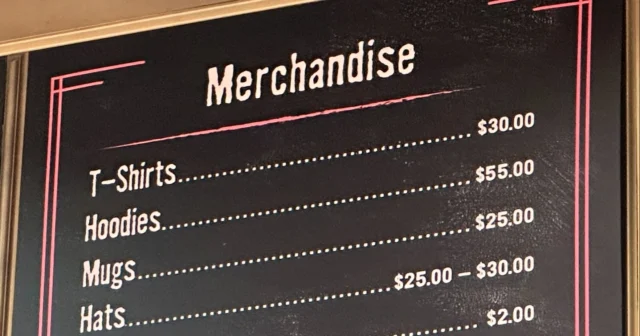 Merchandise
T-Shirts........................................ $30.00
Hoodies.......................................... $55.00
Mugs............................................. $25.00
Hats................................... $25.00 – $30.00
................ $2.00